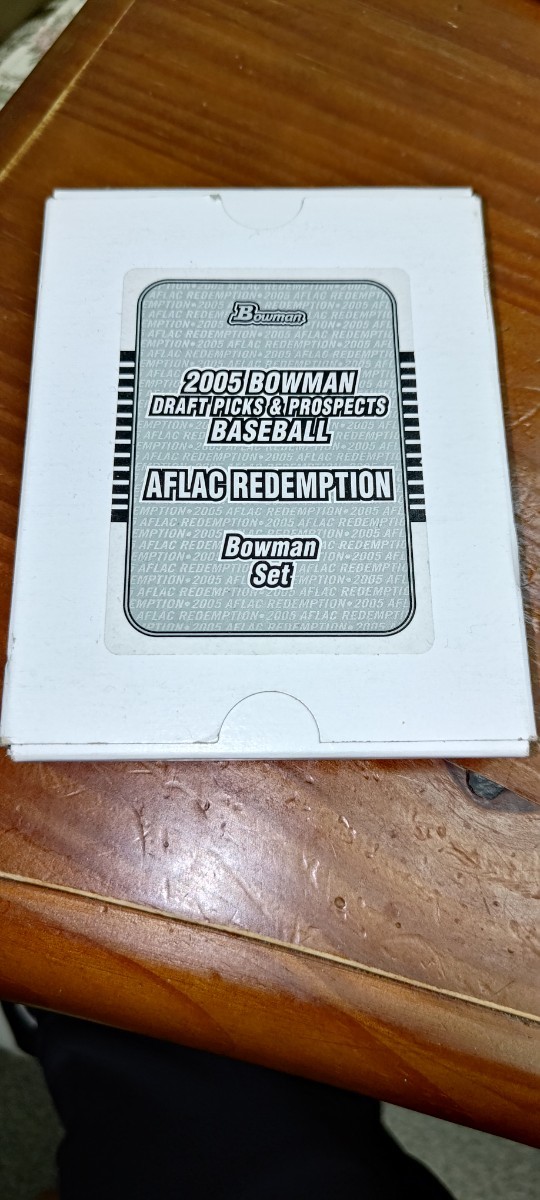 Bowman
2005 BOWMAN
DRAFT PICKS & PROSPECTS
BASEBALL
AFLAC REDEMPTION
Bowman
Set